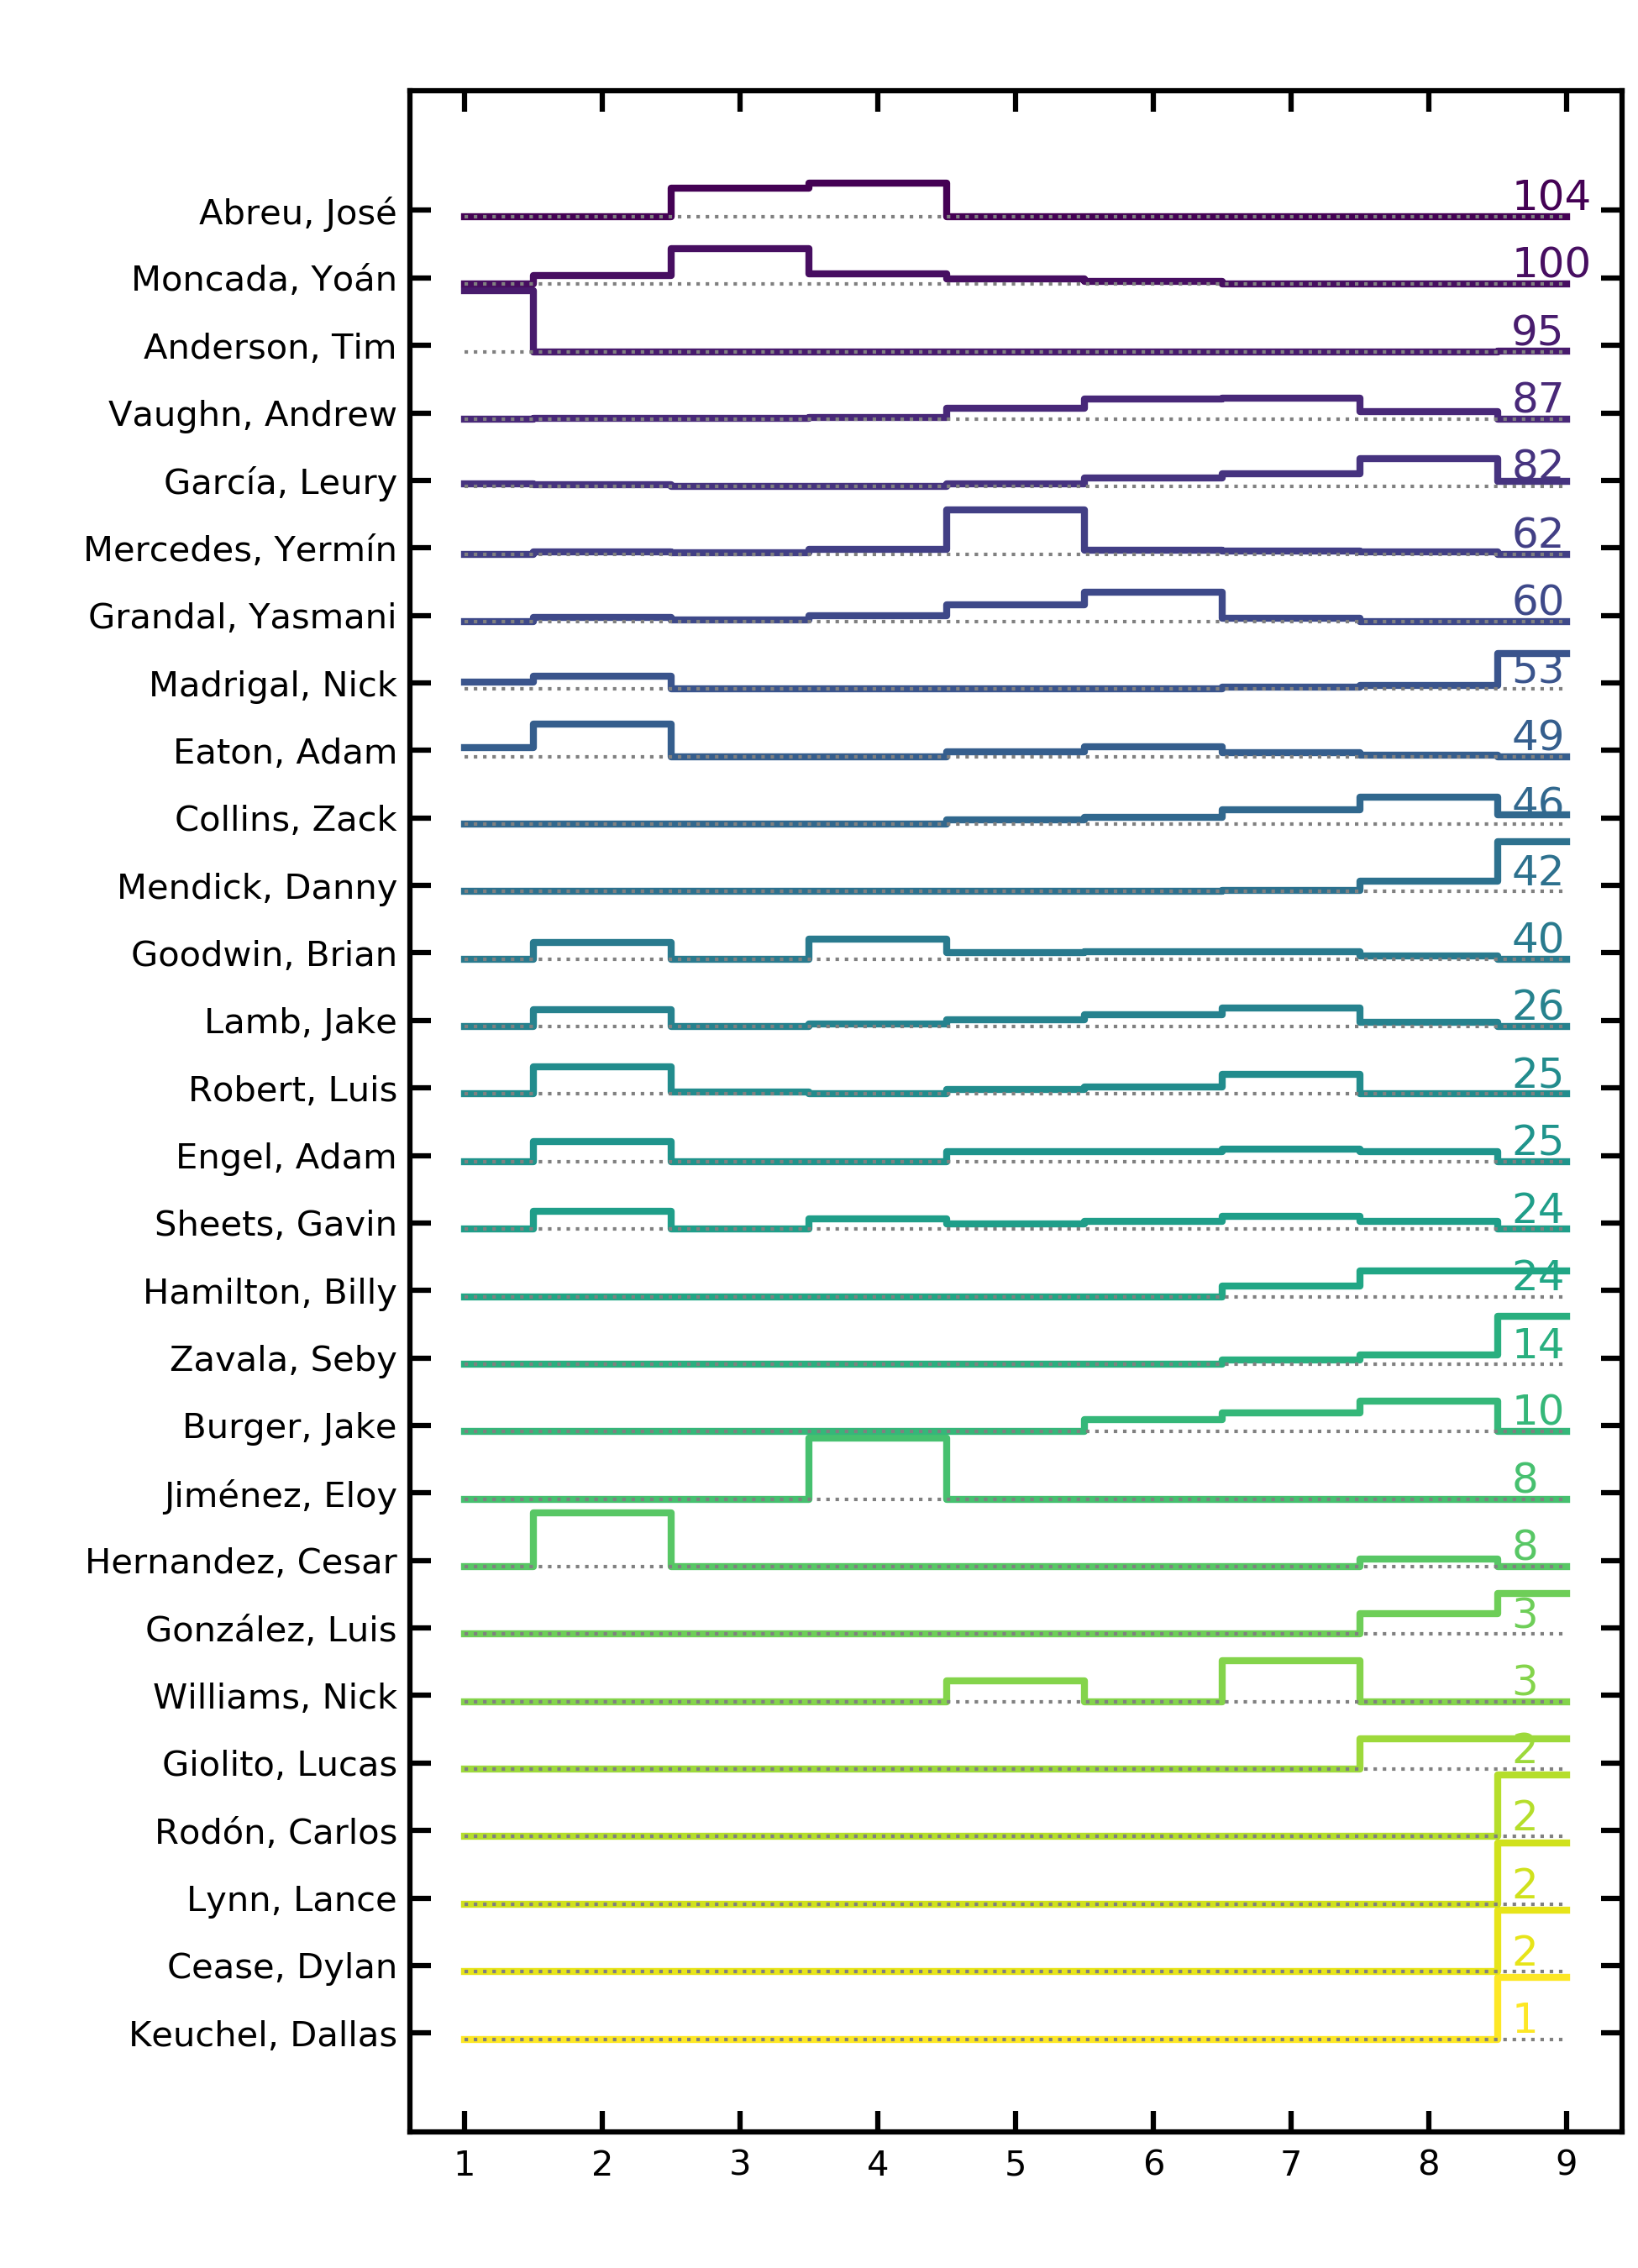 Abreu, José 104
Moncada, Yoán 100
Anderson, Tim 95
Vaughn, Andrew 87
García, Leury 82
Mercedes, Yermín 62
Grandal, Yasmani 60
Madrigal, Nick 53
Eaton, Adam 49
Collins, Zack 46
Mendick, Danny 42
Goodwin, Brian 40
Lamb, Jake 26
Robert, Luis 25
Engel, Adam 25
Sheets, Gavin 24
Hamilton, Billy 24
Zavala, Seby 14
Burger, Jake 10
Jiménez, Eloy 8
Hernandez, Cesar 8
González, Luis 3
Williams, Nick 3
Giolito, Lucas 2
Rodón, Carlos 2
Lynn, Lance 2
Cease, Dylan 2
Keuchel, Dallas 1
1 2 3 4 5 6 7 8 9